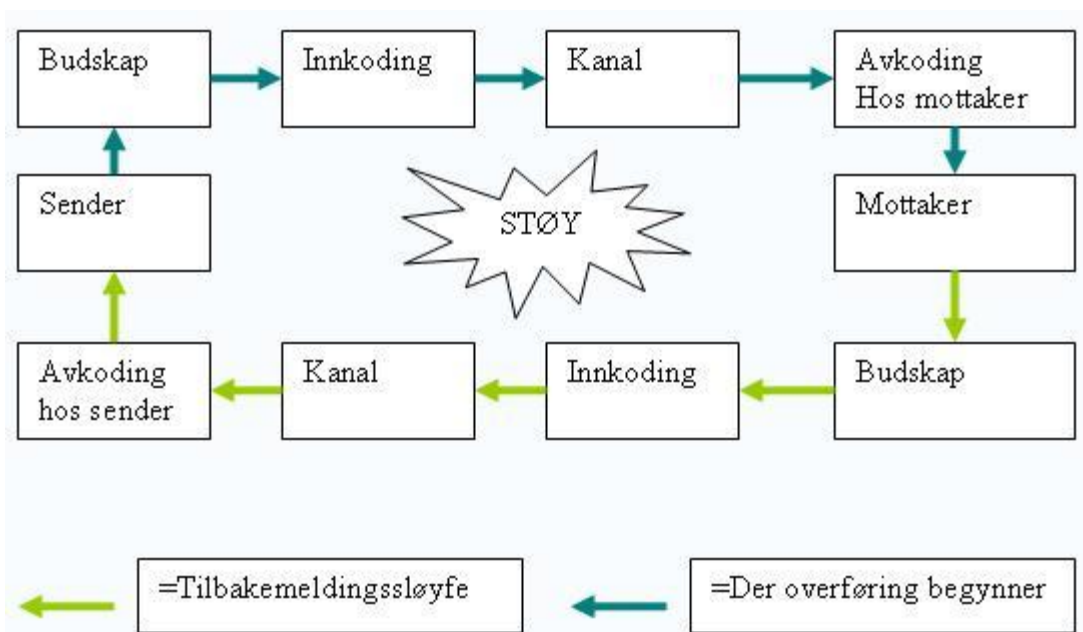 Budskap
Innkoding
Kanal
Avkoding
Hos mottaker
Sender
STØY
Mottaker
Avkoding
hos sender
Kanal
Innkoding
Budskap
=Tilbakemeldingssløyfe
=Der overføring begynner